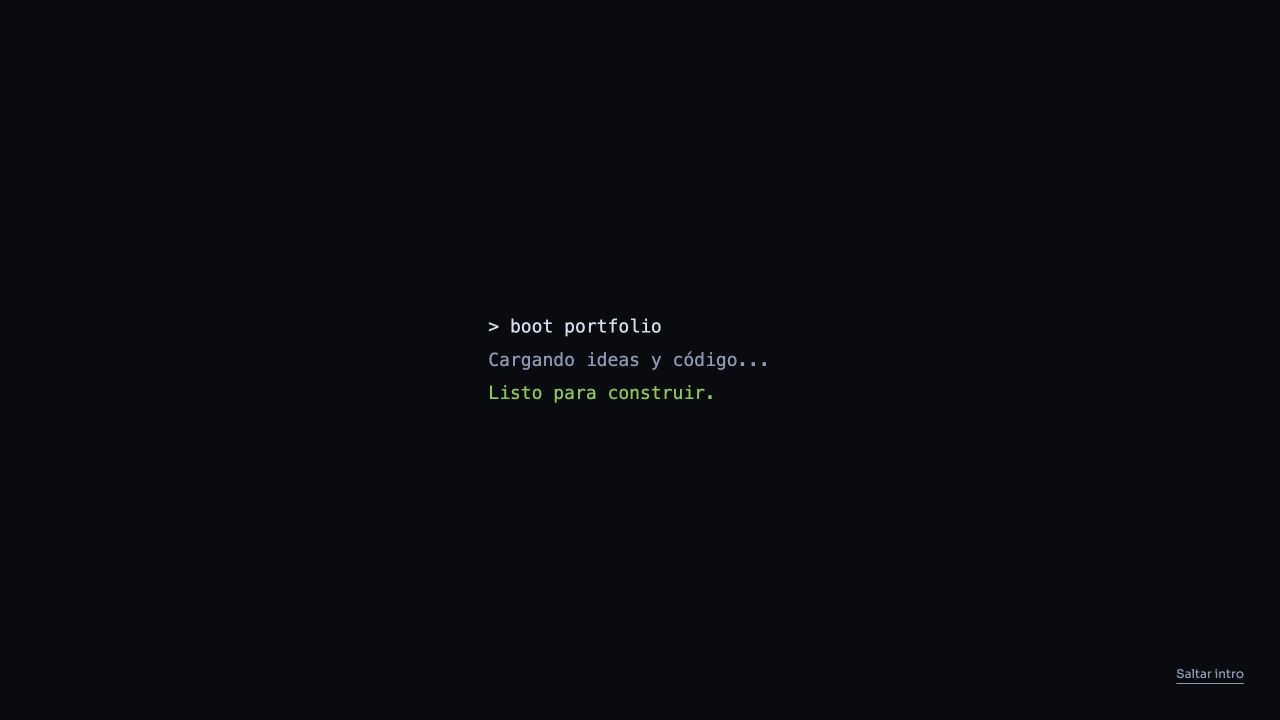 > boot portfolio
Cargando ideas y código...
Listo para construir.
Saltar intro